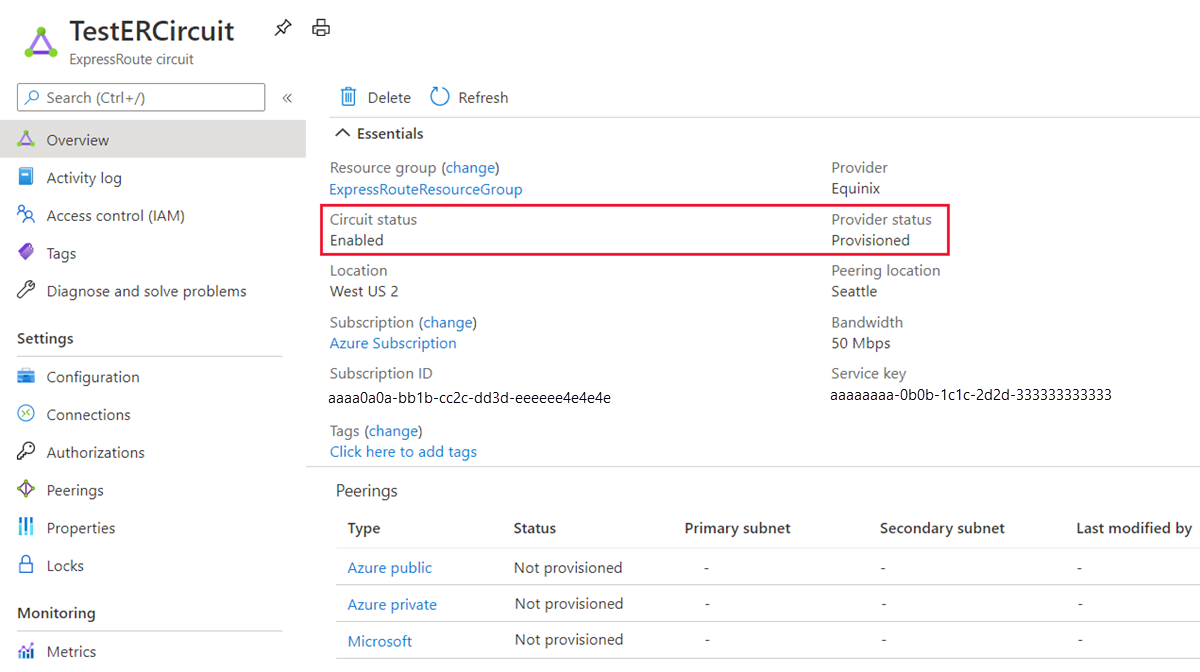 TestERCircuit
ExpressRoute circuit
Search (Ctrl+/)
«
Overview
Activity log
Access control (IAM)
Tags
Diagnose and solve problems
Settings
Configuration
Connections
Authorizations
Peerings
Properties
Locks
Monitoring
Metrics
Delete Refresh
Essentials
Resource group (change) Provider
ExpressRouteResourceGroup Equinix
Circuit status Provider status
Enabled Provisioned
Location Peering location
West US 2 Seattle
Subscription (change) Bandwidth
Azure Subscription 50 Mbps
Subscription ID Service key
aaaa0a0a-bb1b-cc2c-dd3d-eeeeee4e4e4e aaaaaaaa-0b0b-1c1c-2d2d-333333333333
Tags (change)
Click here to add tags
Peerings
Type Status Primary subnet Secondary subnet Last modified by
Azure public Not provisioned - - -
Azure private Not provisioned - - -
Microsoft Not provisioned - - -